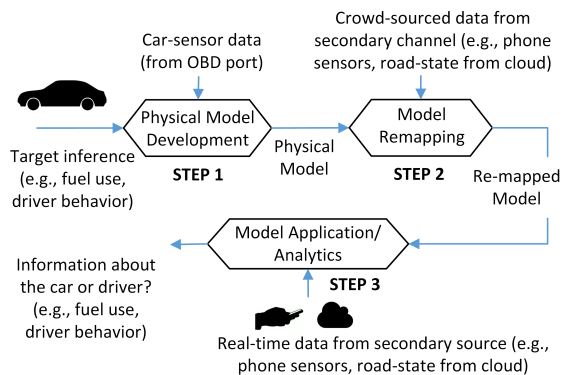 Car-sensor data
(from OBD port)
Crowd-sourced data from
secondary channel (e.g., phone
sensors, road-state from cloud)
Physical Model
Development
Model
Remapping
Target inference
(e.g., fuel use,
driver behavior)
STEP 1
Physical
Model
STEP 2
Re-mapped
Model
Model Application/
Analytics
STEP 3
Information about
the car or driver?
(e.g., fuel use,
driver behavior)
Real-time data from secondary source (e.g.,
phone sensors, road-state from cloud)